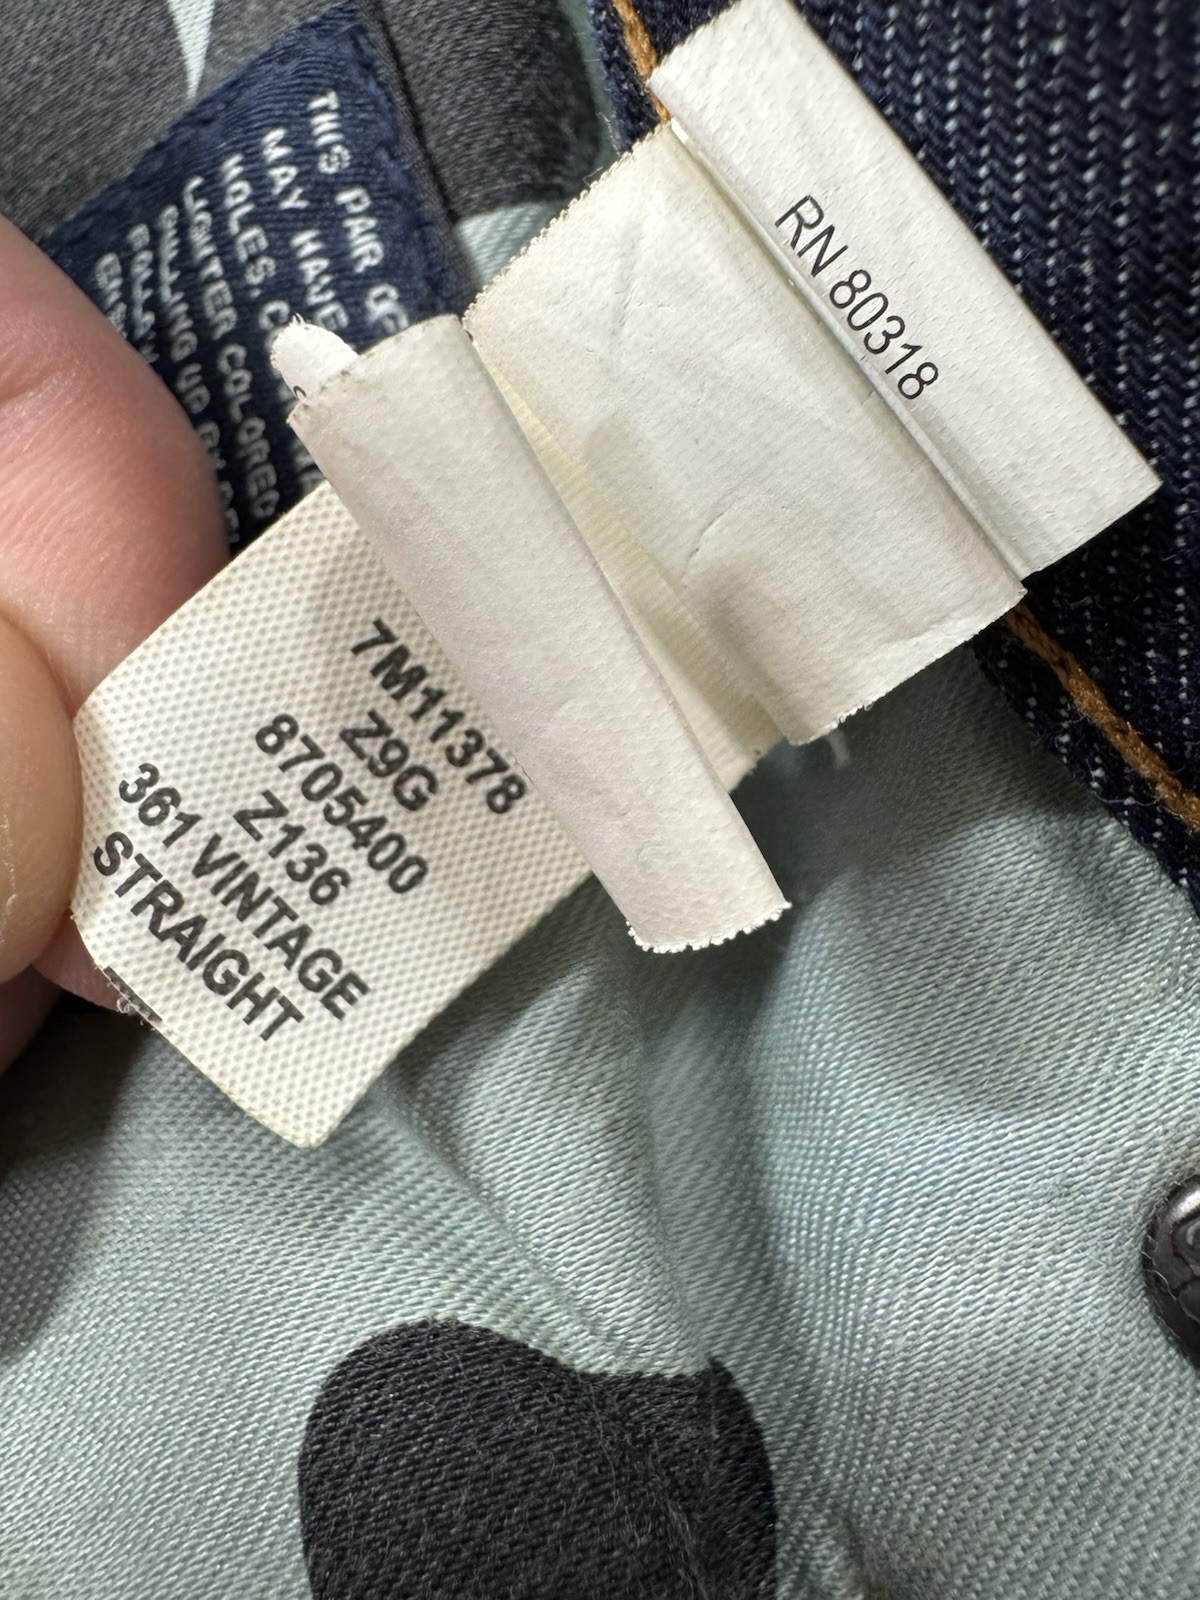 THIS PAIR OF
MAY HAVE
HOLES,
LIGHTER COLORED
RN 80318
7M11378
Z9G
8705400
Z136
361 VINTAGE
STRAIGHT